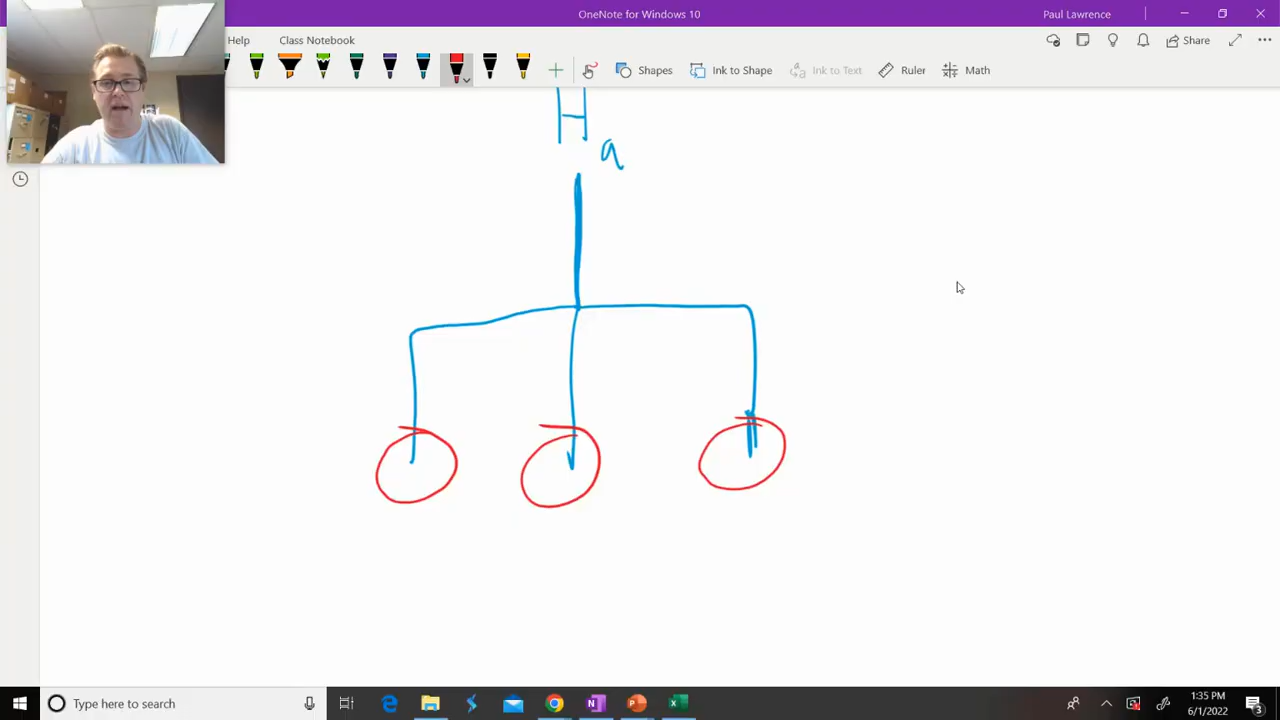 OneNote for Windows 10
Paul Lawrence
Help
Class Notebook
Share
Shapes
Ink to Shape
Ink to Text
Ruler
Math
H
a
Type here to search
1:35 PM
6/1/2022
3